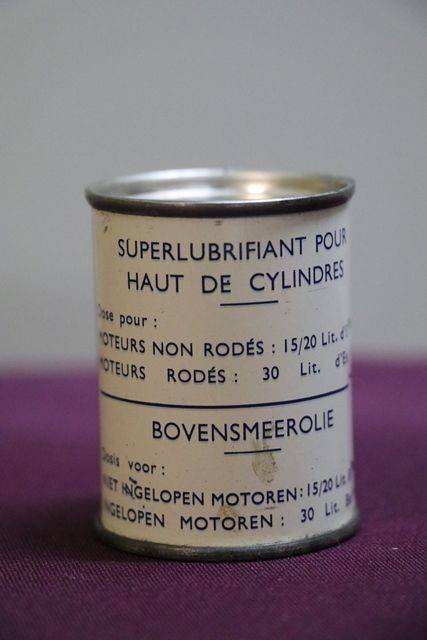 SUPERLUBRIFIANT POUR
HAUT DE CYLINDRES
Dose pour :
MOTEURS NON RODÉS : 15/20 Lit.
MOTEURS RODÉS : 30 Lit.
BOVENSMEEROLIE
Dosis voor :
NIET INGELOPEN MOTOREN : 15/20 Lit.
INGELOPEN MOTOREN : 30 Lit.